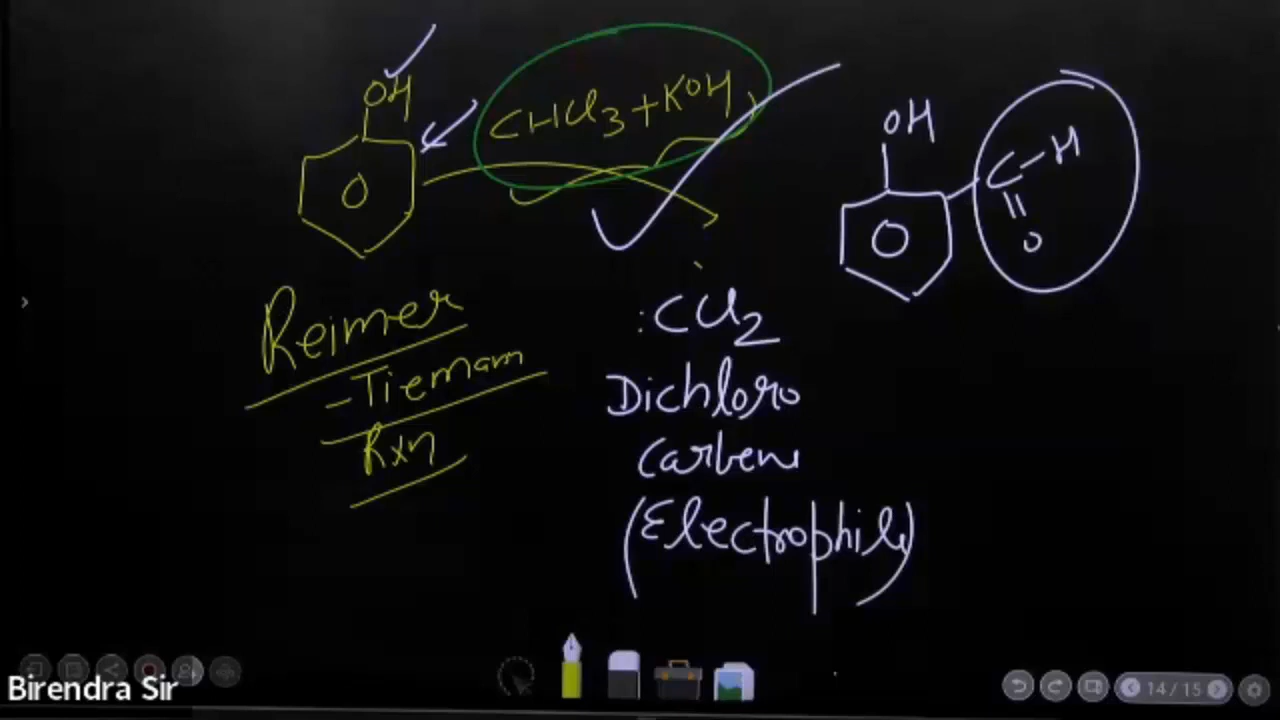 OH
CHCl3 + KOH
OH
C-H
O
O
O
Reimer
-Tiemann
Rxn
:CCl2
Dichloro
Carbene
(Electrophile)
Birendra Sir
14 / 15